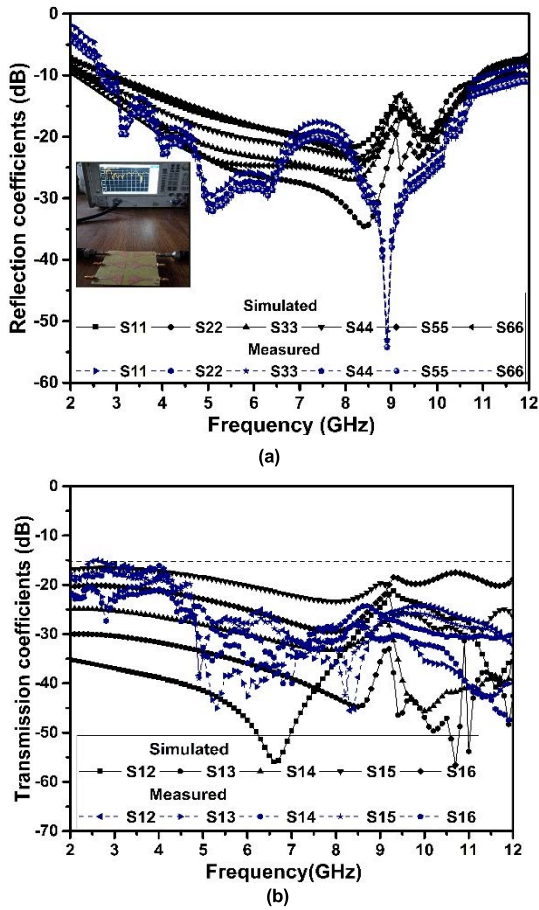 0
-10
-20
-30
-40
-50
-60
Reflection coefficients (dB)
Simulated
S11 S22 S33 S44 S55 S66
Measured
S11 S22 S33 S44 S55 S66
2 3 4 5 6 7 8 9 10 11 12
Frequency (GHz)
(a)
0
-10
-20
-30
-40
-50
-60
-70
Transmission coefficients (dB)
Simulated
S12 S13 S14 S15 S16
Measured
S12 S13 S14 S15 S16
2 3 4 5 6 7 8 9 10 11 12
Frequency(GHz)
(b)